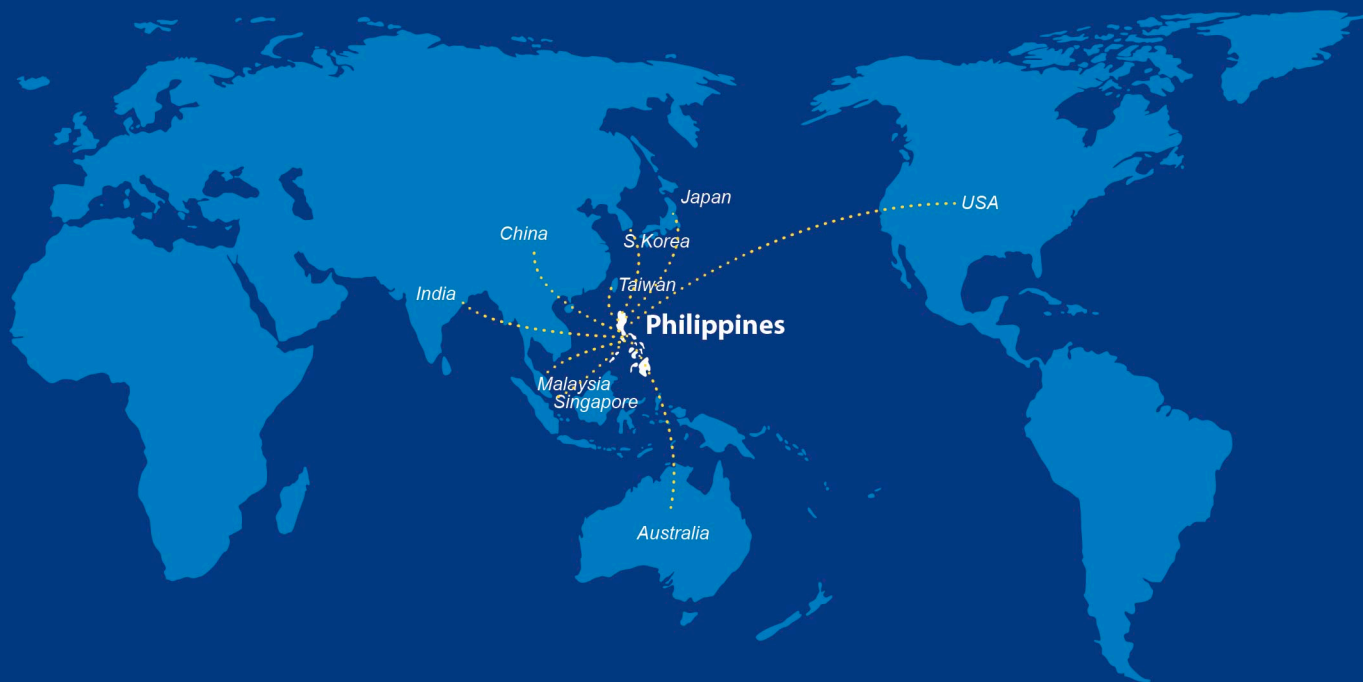 Japan
USA
China
S.Korea
Taiwan
India
Philippines
Malaysia
Singapore
Australia